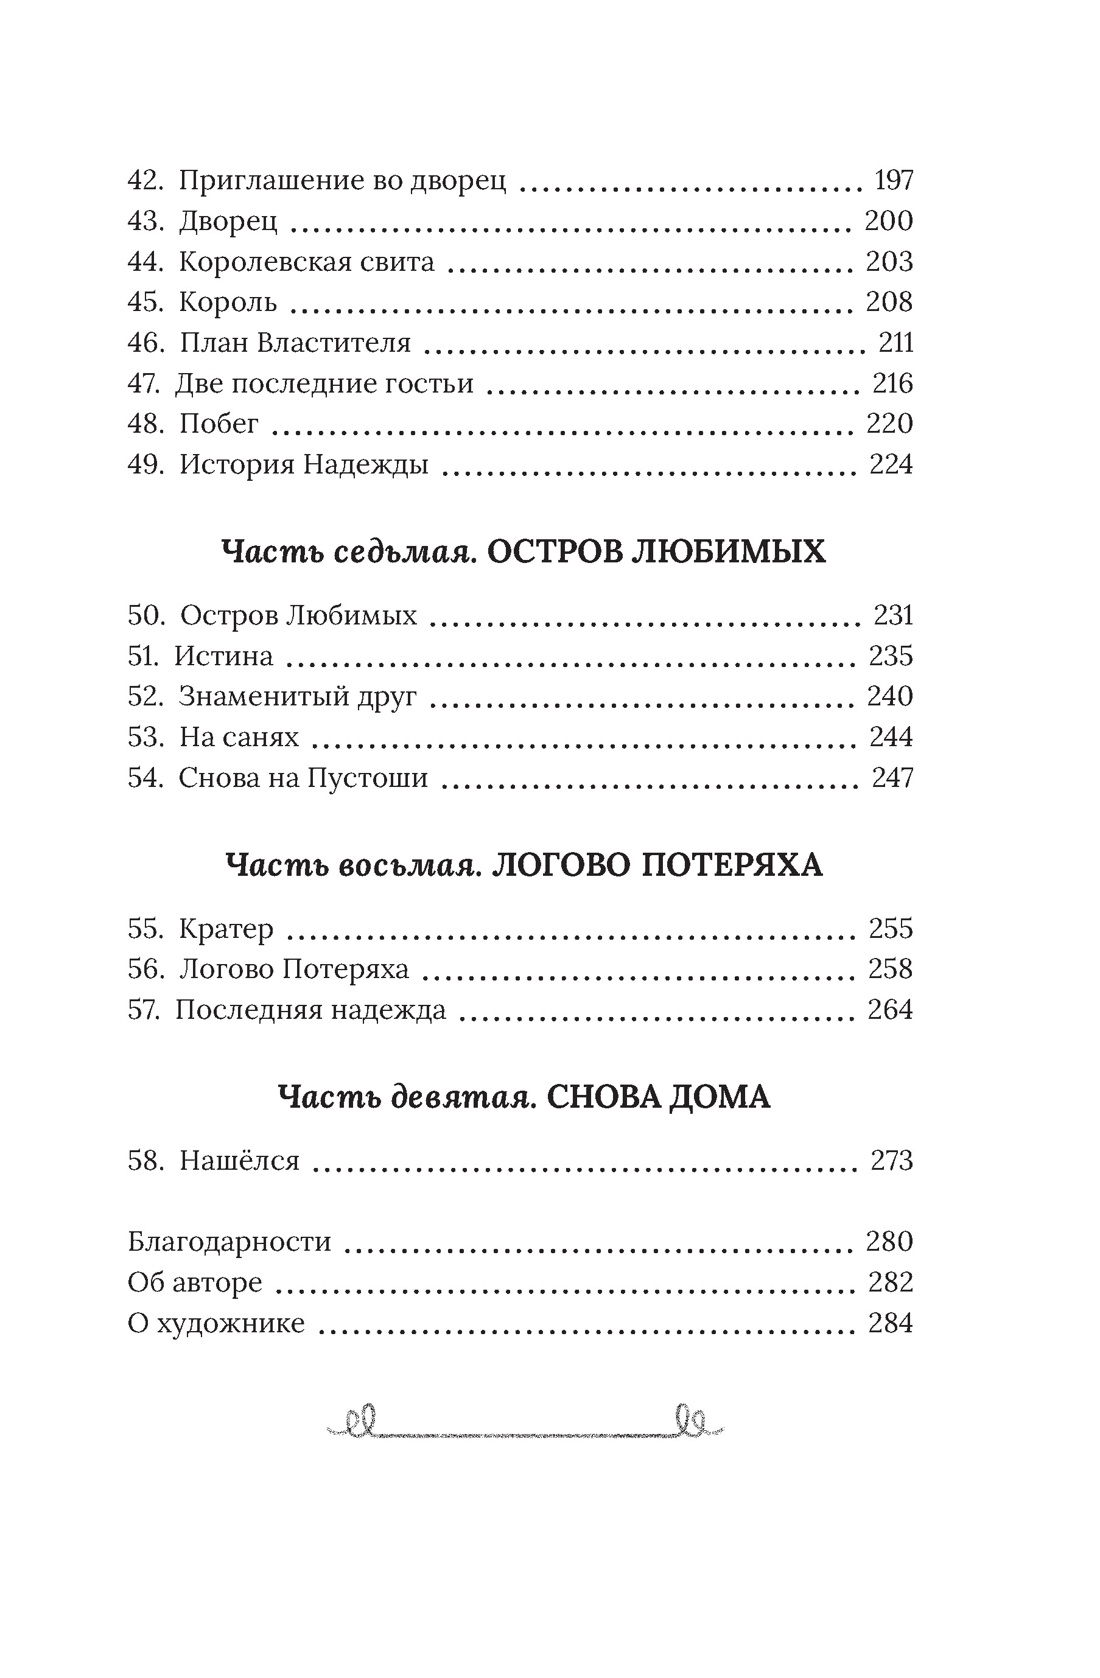 42. Приглашение во дворец ..................................... 197
43. Дворец ............................................................. 200
44. Королевская свита ............................................ 203
45. Король ............................................................. 208
46. План Властителя ............................................... 211
47. Две последние гостьи ........................................ 216
48. Побег ............................................................... 220
49. История Надежды ............................................. 224
Часть седьмая. ОСТРОВ ЛЮБИМЫХ
50. Остров Любимых ............................................... 231
51. Истина ............................................................. 235
52. Знаменитый друг .............................................. 240
53. На санях .......................................................... 244
54. Снова на Пустоши ............................................. 247
Часть восьмая. ЛОГОВО ПОТЕРЯХА
55. Кратер ............................................................. 255
56. Логово Потеряха ............................................... 258
57. Последняя надежда ........................................... 264
Часть девятая. СНОВА ДОМА
58. Нашёлся .......................................................... 273
Благодарности ....................................................... 280
Об авторе .............................................................. 282
О художнике .......................................................... 284